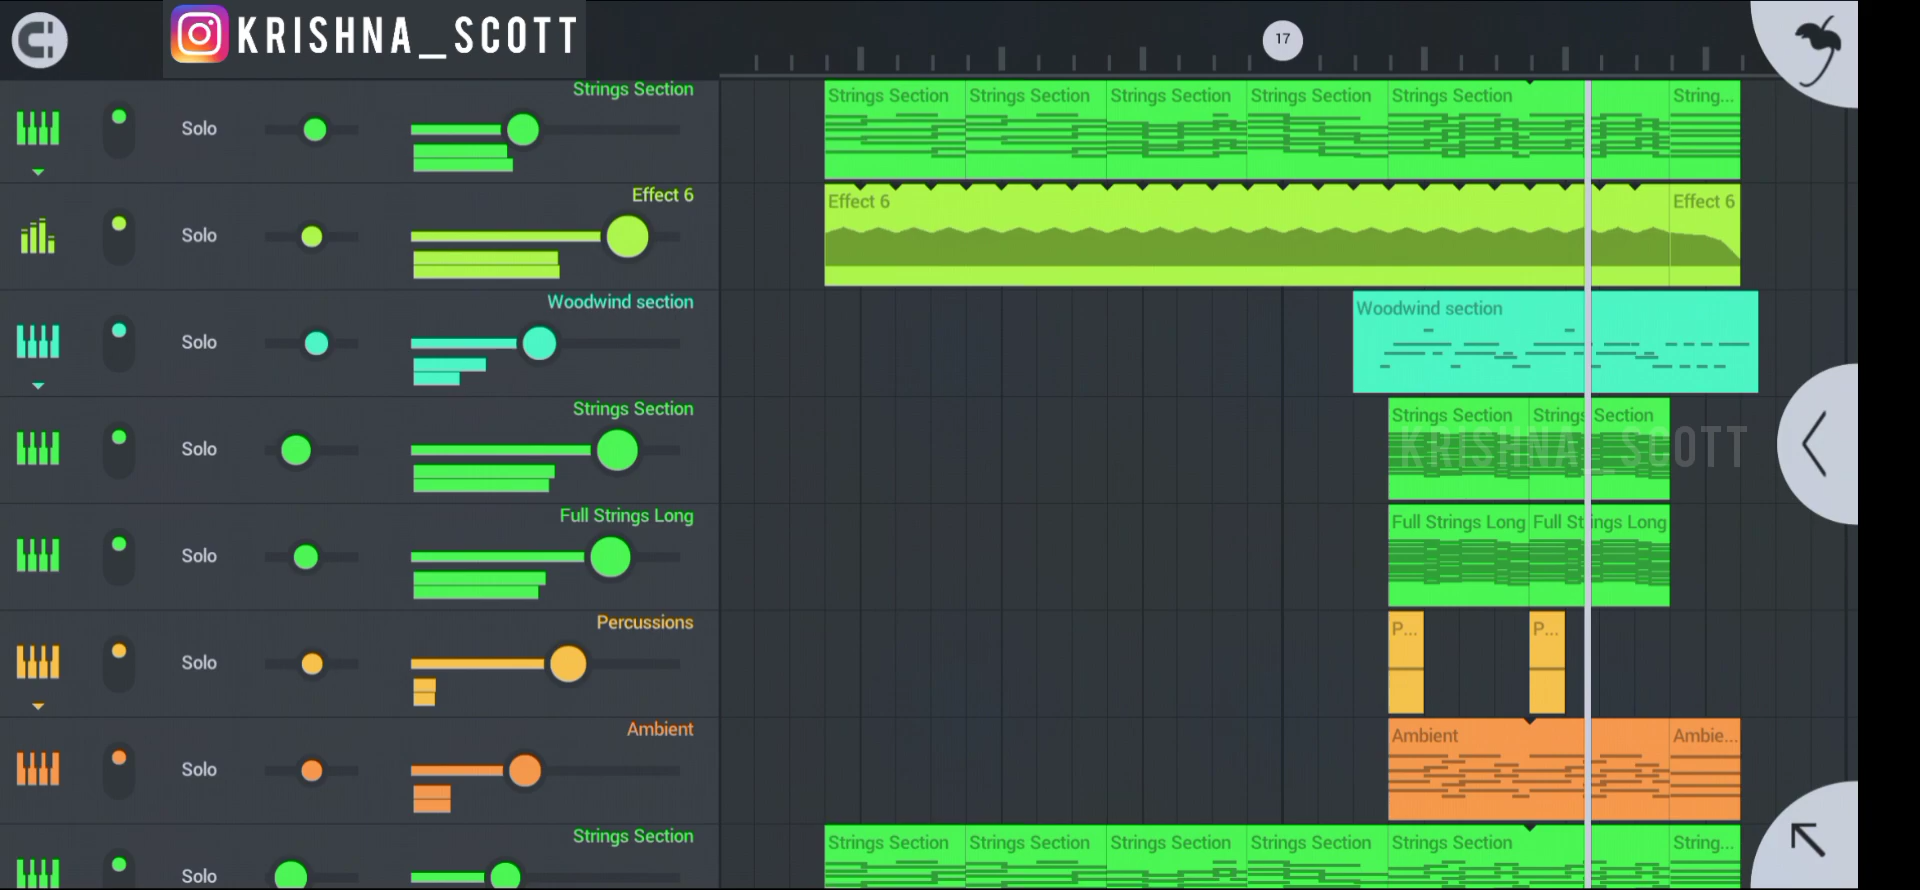 KRISHNA_SCOTT
17
Strings Section
Solo
Strings Section Strings Section Strings Section Strings Section Strings Section String...
Effect 6
Solo
Effect 6 Effect 6
Woodwind section
Solo
Woodwind section
Strings Section
Solo
Strings Section Strings Section
KRISHNA_SCOTT
Full Strings Long
Solo
Full Strings Long Full Strings Long
Percussions
Solo
P... P...
Ambient
Solo
Ambient Ambie...
Strings Section
Solo
Strings Section Strings Section Strings Section Strings Section Strings Section String...